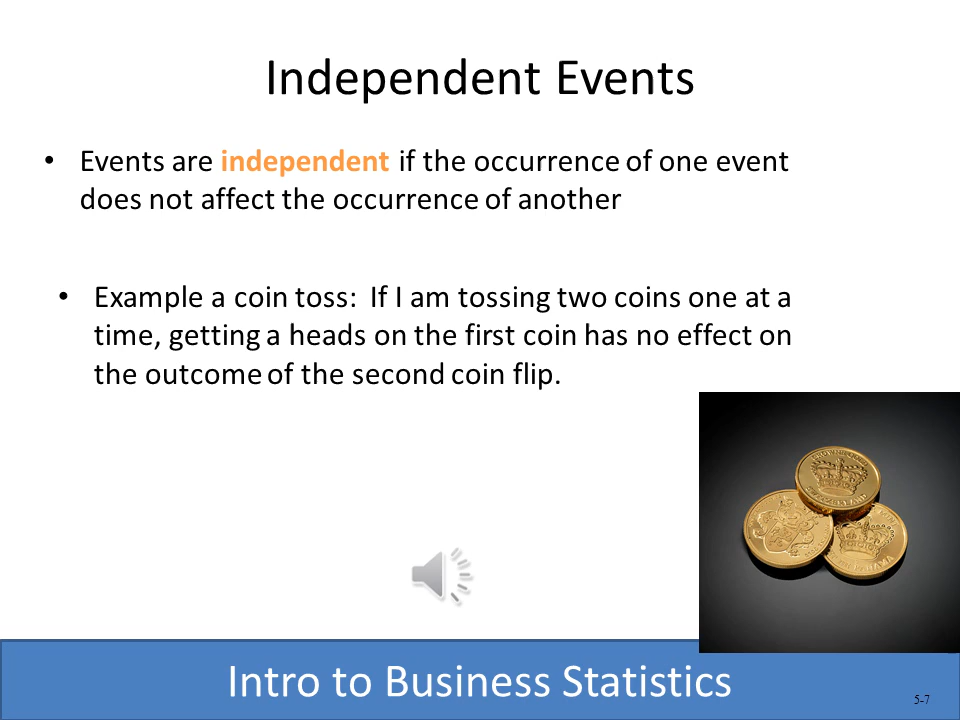 Independent Events
• Events are independent if the occurrence of one event
does not affect the occurrence of another
• Example a coin toss: If I am tossing two coins one at a
time, getting a heads on the first coin has no effect on
the outcome of the second coin flip.
Intro to Business Statistics
5-7